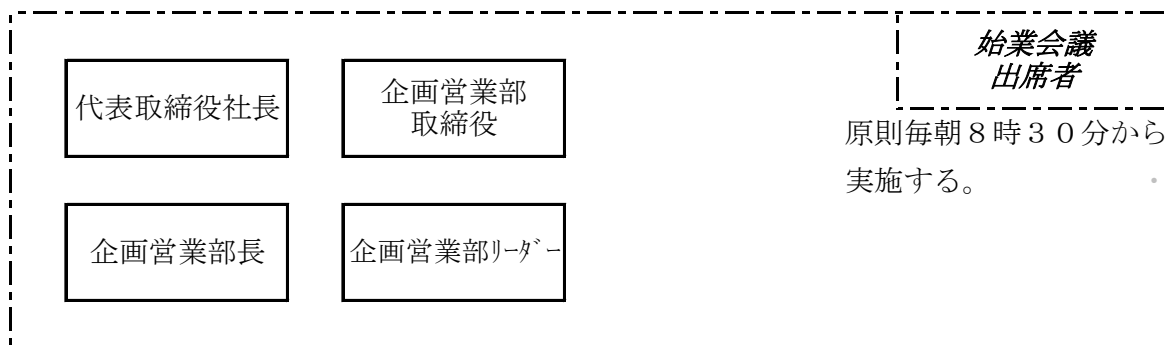 始業会議
出席者
代表取締役社長
企画営業部
取締役
原則毎朝８時３０分から
実施する。
企画営業部長
企画営業部ﾘｰﾀﾞｰ